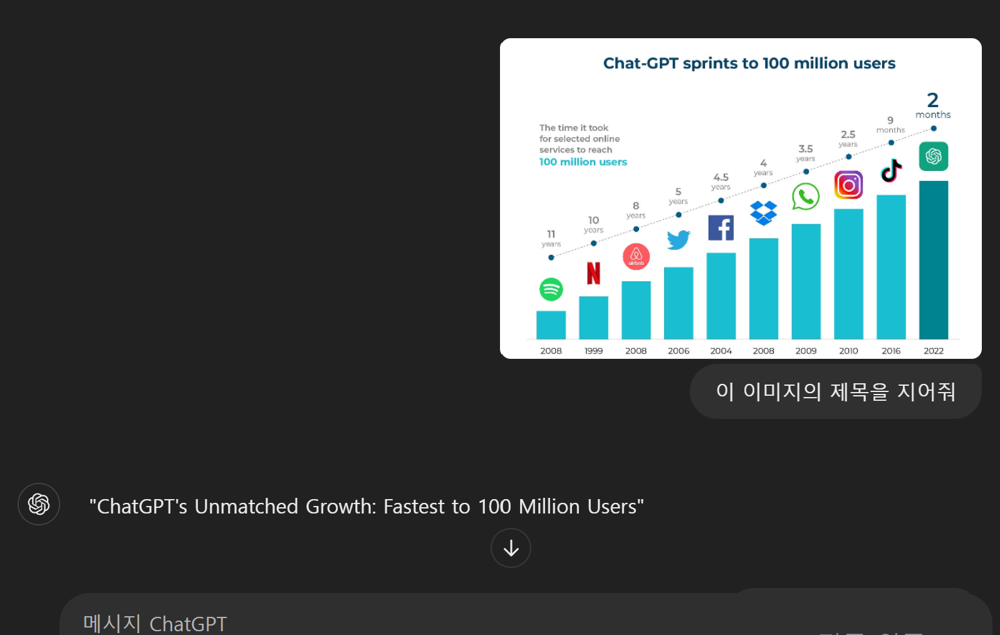 Chat-GPT sprints to 100 million users
The time it took
for selected online
services to reach
100 million users
11
years
10
years
8
years
5
years
4.5
years
4
years
3.5
years
2.5
years
9
months
2
months
airbnb
2008 1999 2008 2006 2004 2008 2009 2010 2016 2022
이 이미지의 제목을 지어줘
"ChatGPT's Unmatched Growth: Fastest to 100 Million Users"
메시지 ChatGPT